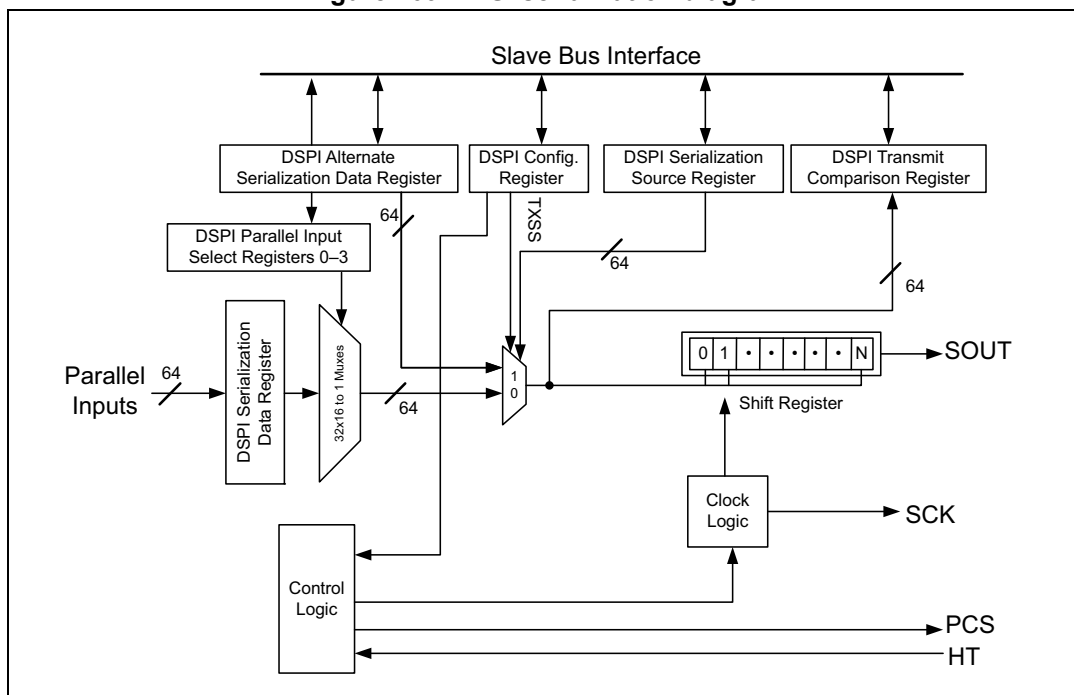 Slave Bus Interface
DSPI Alternate
Serialization Data Register
DSPI Config.
Register
DSPI Serialization
Source Register
DSPI Transmit
Comparison Register
64
TXSS
64
64
DSPI Parallel Input
Select Registers 0–3
Parallel
Inputs
64
DSPI Serialization
Data Register
32x16 to 1 Muxes
64
1
0
0 1 • • • • • N
SOUT
Shift Register
Clock
Logic
SCK
Control
Logic
PCS
HT